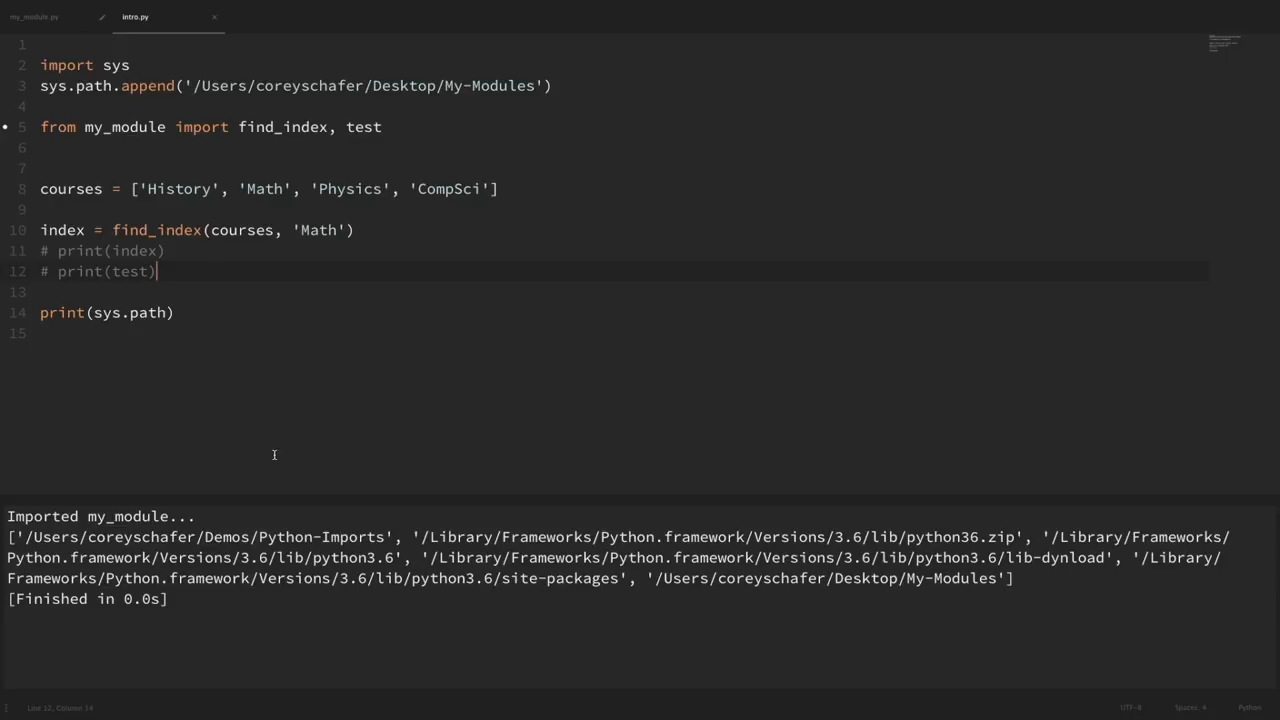 my_module.py
intro.py
1
2 import sys
3 sys.path.append('/Users/coreyschafer/Desktop/My-Modules')
4
5 from my_module import find_index, test
6
7
8 courses = ['History', 'Math', 'Physics', 'CompSci']
9
10 index = find_index(courses, 'Math')
11 # print(index)
12 # print(test)
13
14 print(sys.path)
15
Imported my_module...
['/Users/coreyschafer/Demos/Python-Imports', '/Library/Frameworks/Python.framework/Versions/3.6/lib/python36.zip', '/Library/Frameworks/
Python.framework/Versions/3.6/lib/python3.6', '/Library/Frameworks/Python.framework/Versions/3.6/lib/python3.6/lib-dynload', '/Library/
Frameworks/Python.framework/Versions/3.6/lib/python3.6/site-packages', '/Users/coreyschafer/Desktop/My-Modules']
[Finished in 0.0s]
Line 12, Column 14
UTF-8
Spaces: 4
Python